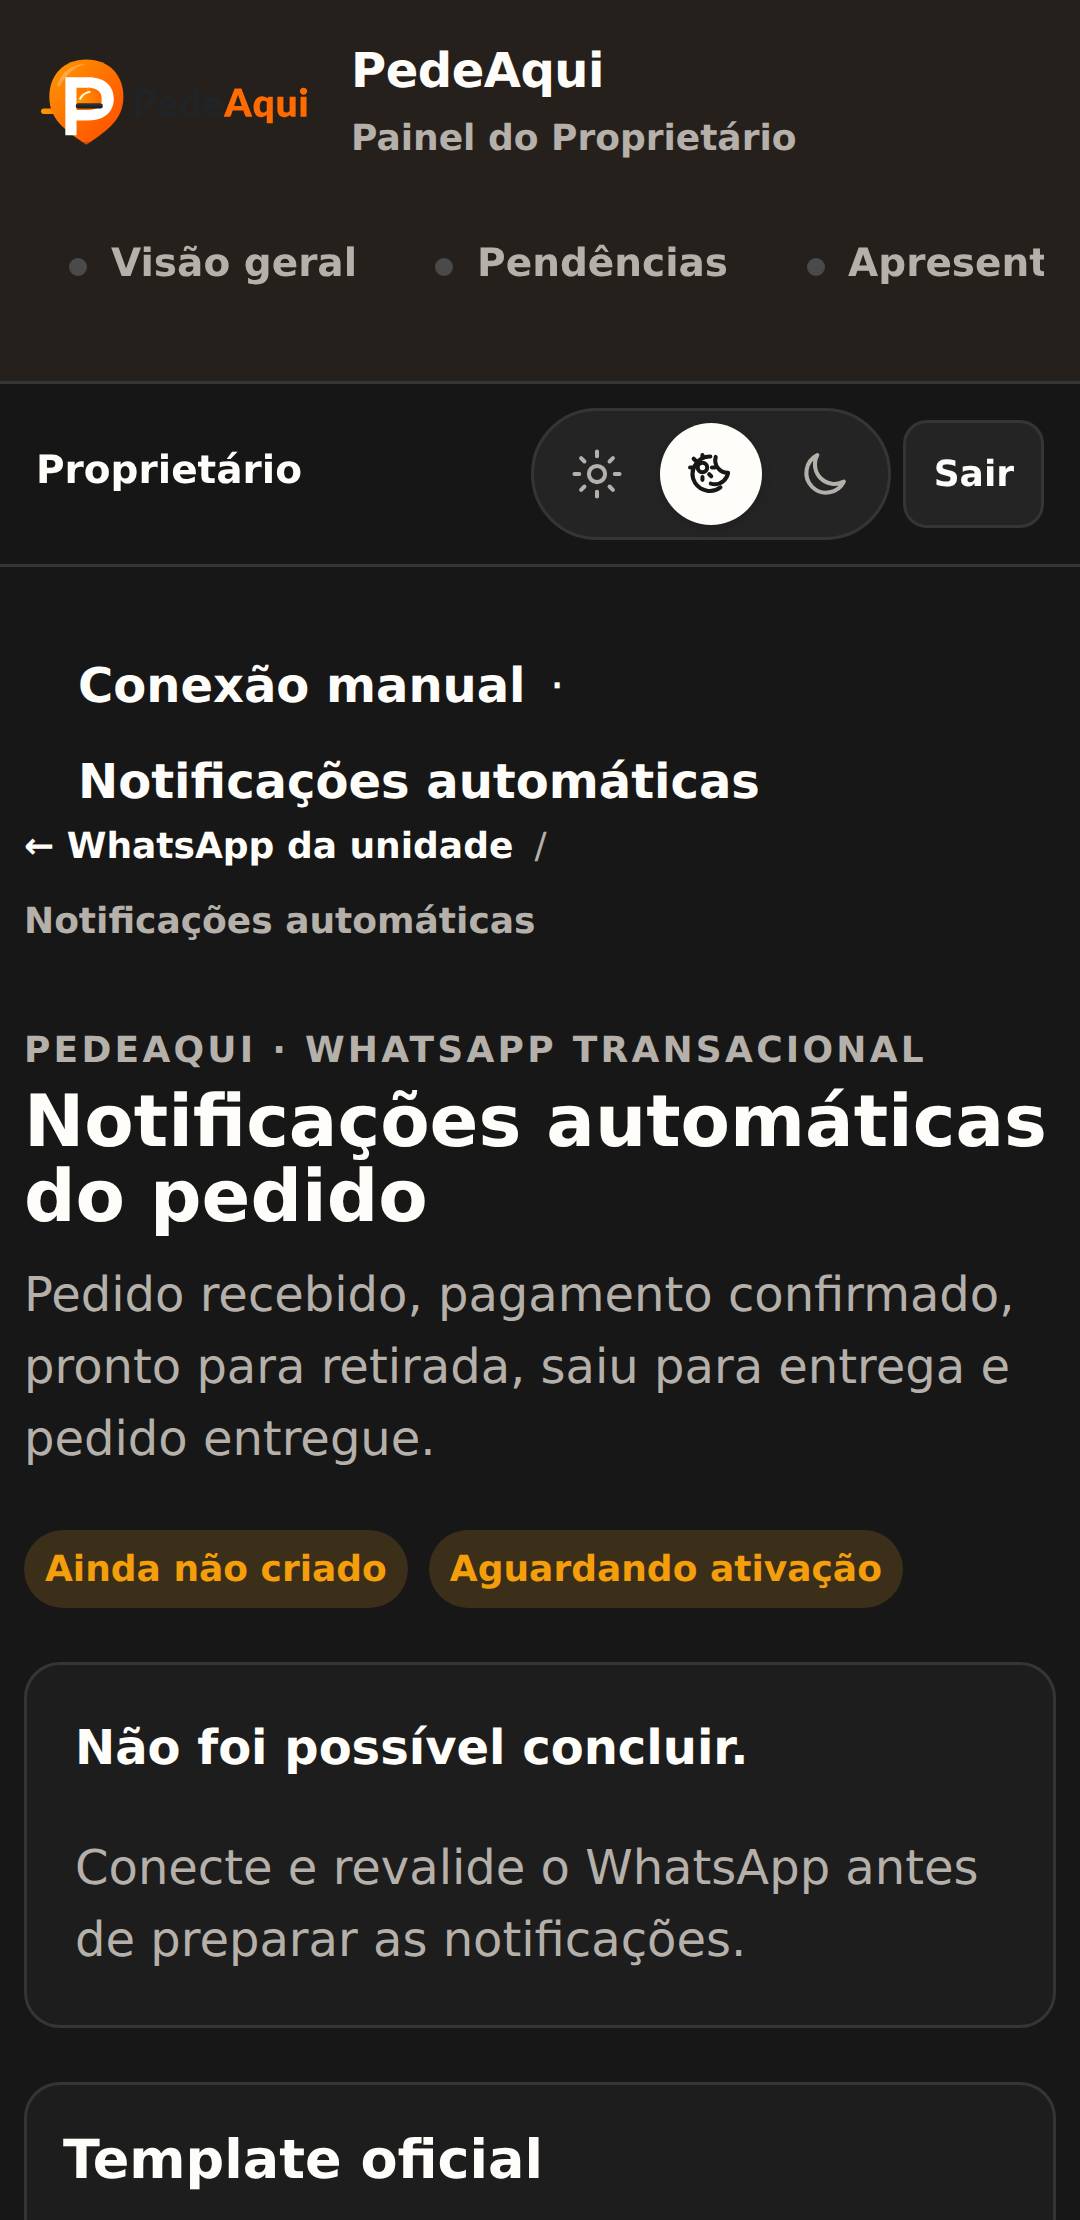 PedeAqui
PedeAqui
Painel do Proprietário
Visão geral
Pendências
Apresent
Proprietário
Sair
Conexão manual ·
Notificações automáticas
← WhatsApp da unidade /
Notificações automáticas
PEDEAQUI · WHATSAPP TRANSACIONAL
Notificações automáticas
do pedido
Pedido recebido, pagamento confirmado,
pronto para retirada, saiu para entrega e
pedido entregue.
Ainda não criado
Aguardando ativação
Não foi possível concluir.
Conecte e revalide o WhatsApp antes
de preparar as notificações.
Template oficial